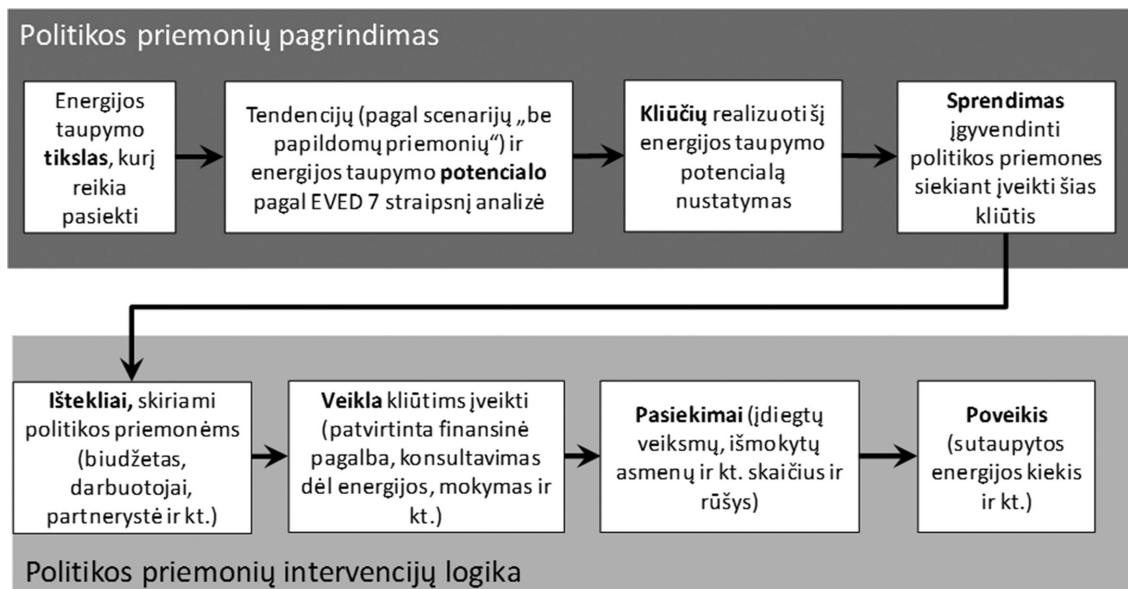 Politikos priemonių pagrindimas
Energijos
taupymo
tikslas, kurį
reikia
pasiekti
Tendencijų (pagal scenarijų „be
papildomų priemonių“) ir
energijos taupymo potencialo
pagal EVED 7 straipsnį analizė
Kliūčių realizuoti šį
energijos taupymo
potencialą
nustatymas
Sprendimas
įgyvendinti
politikos priemones
siekiant įveikti šias
kliūtis
Ištekliai, skiriami
politikos priemonėms
(biudžetas,
darbuotojai,
partnerystė ir kt.)
Veikla kliūtims įveikti
(patvirtinta finansinė
pagalba, konsultavimas
dėl energijos, mokymas ir
kt.)
Pasiekimai (įdiegtų
veiksmų, išmokytų
asmenų ir kt. skaičius ir
rūšys)
Poveikis
(sutaupytos
energijos kiekis
ir kt.)
Politikos priemonių intervencijų logika